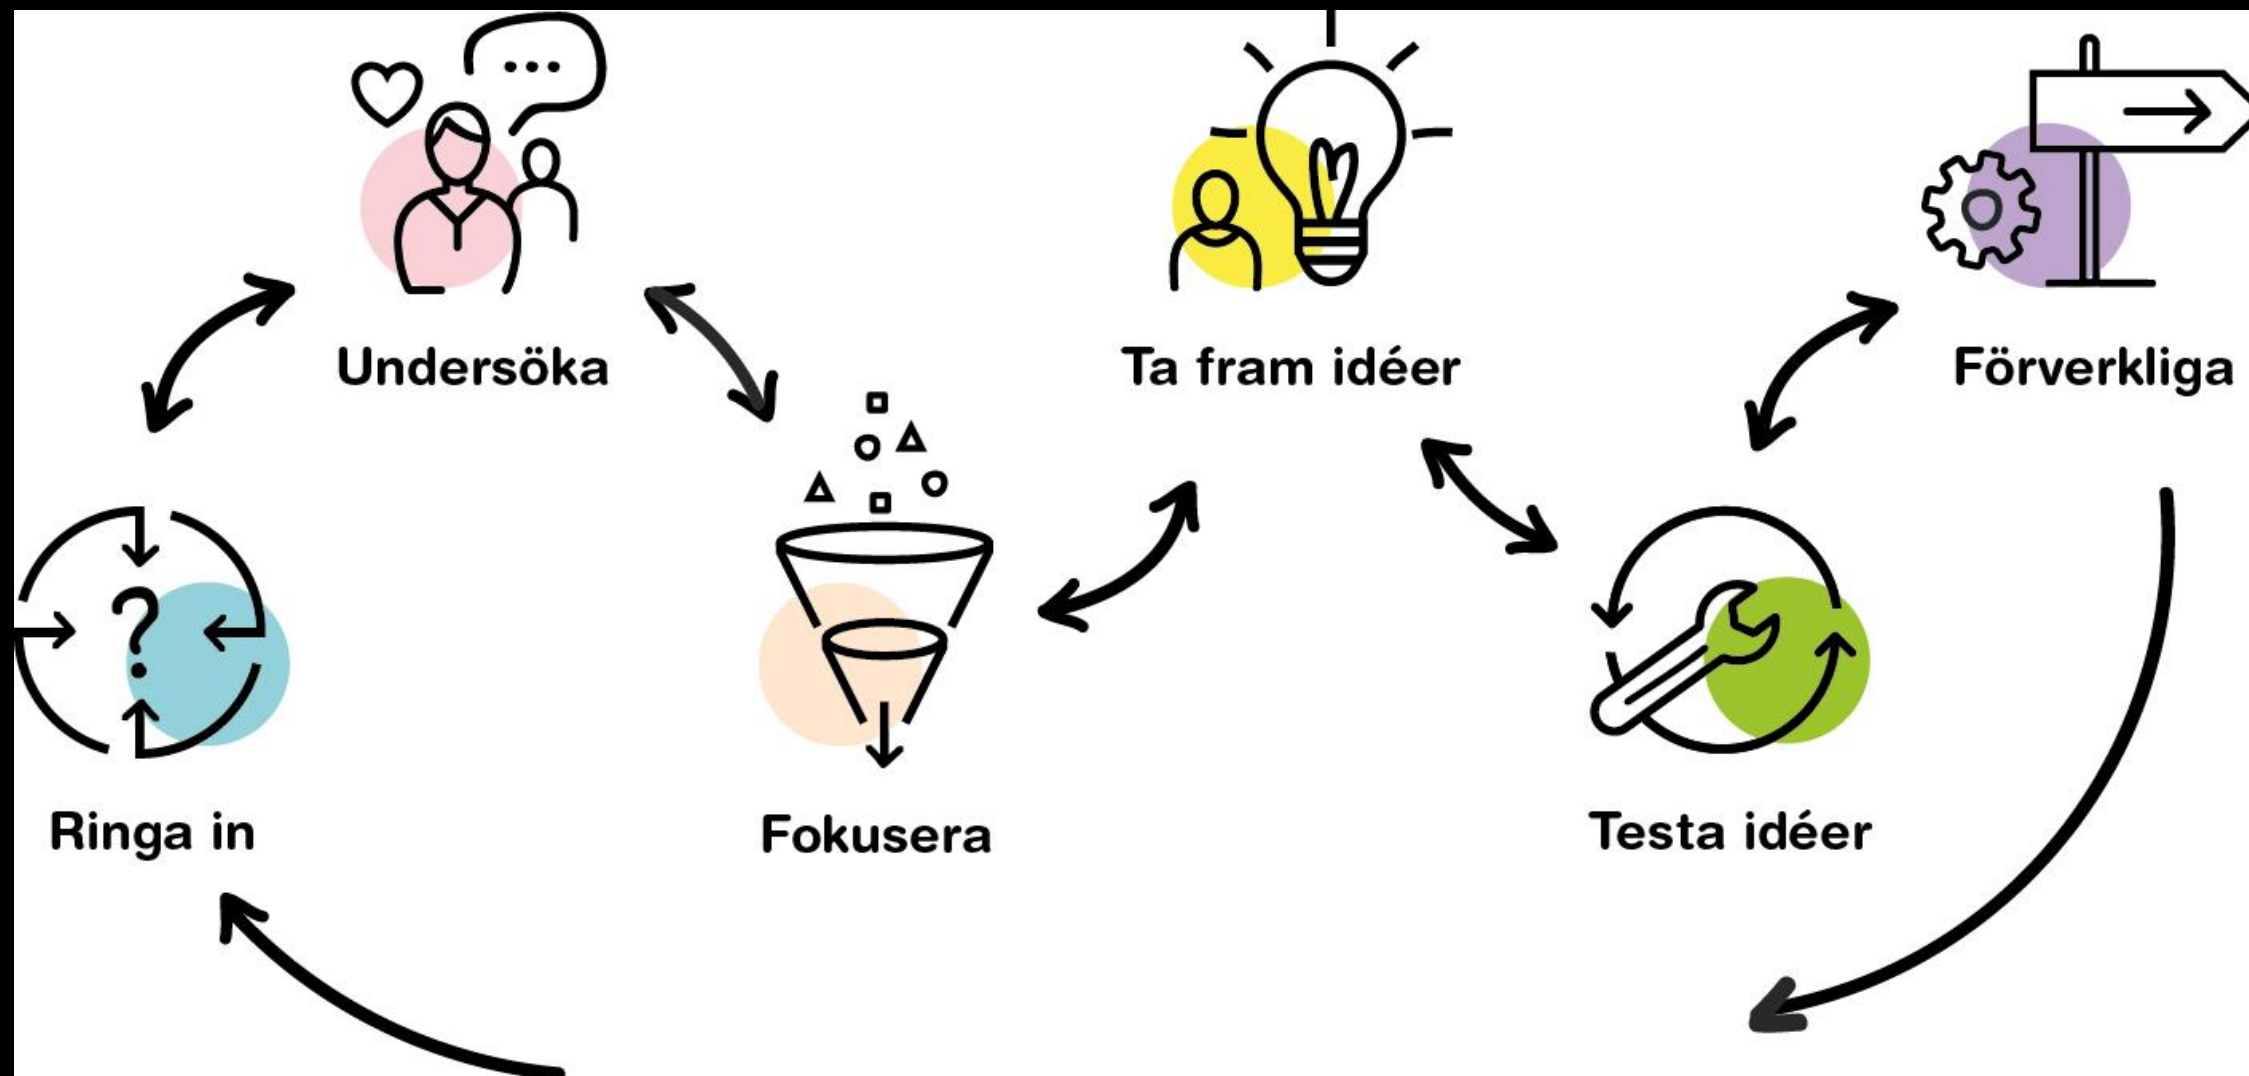 Undersöka
Ta fram idéer
Förverkliga
?
Ringa in
Fokusera
Testa idéer